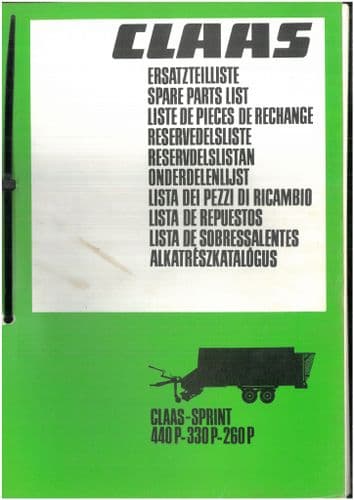 CLAAS
ERSATZTEILLISTE
SPARE PARTS LIST
LISTE DE PIECES DE RECHANGE
RESERVEDELSLISTE
RESERVDELSLISTAN
ONDERDELENLIJST
LISTA DEI PEZZI DI RICAMBIO
LISTA DE REPUESTOS
LISTA DE SOBRESSALENTES
ALKATRÉSZKATALÓGUS
CLAAS-SPRINT
440 P-330 P-260 P